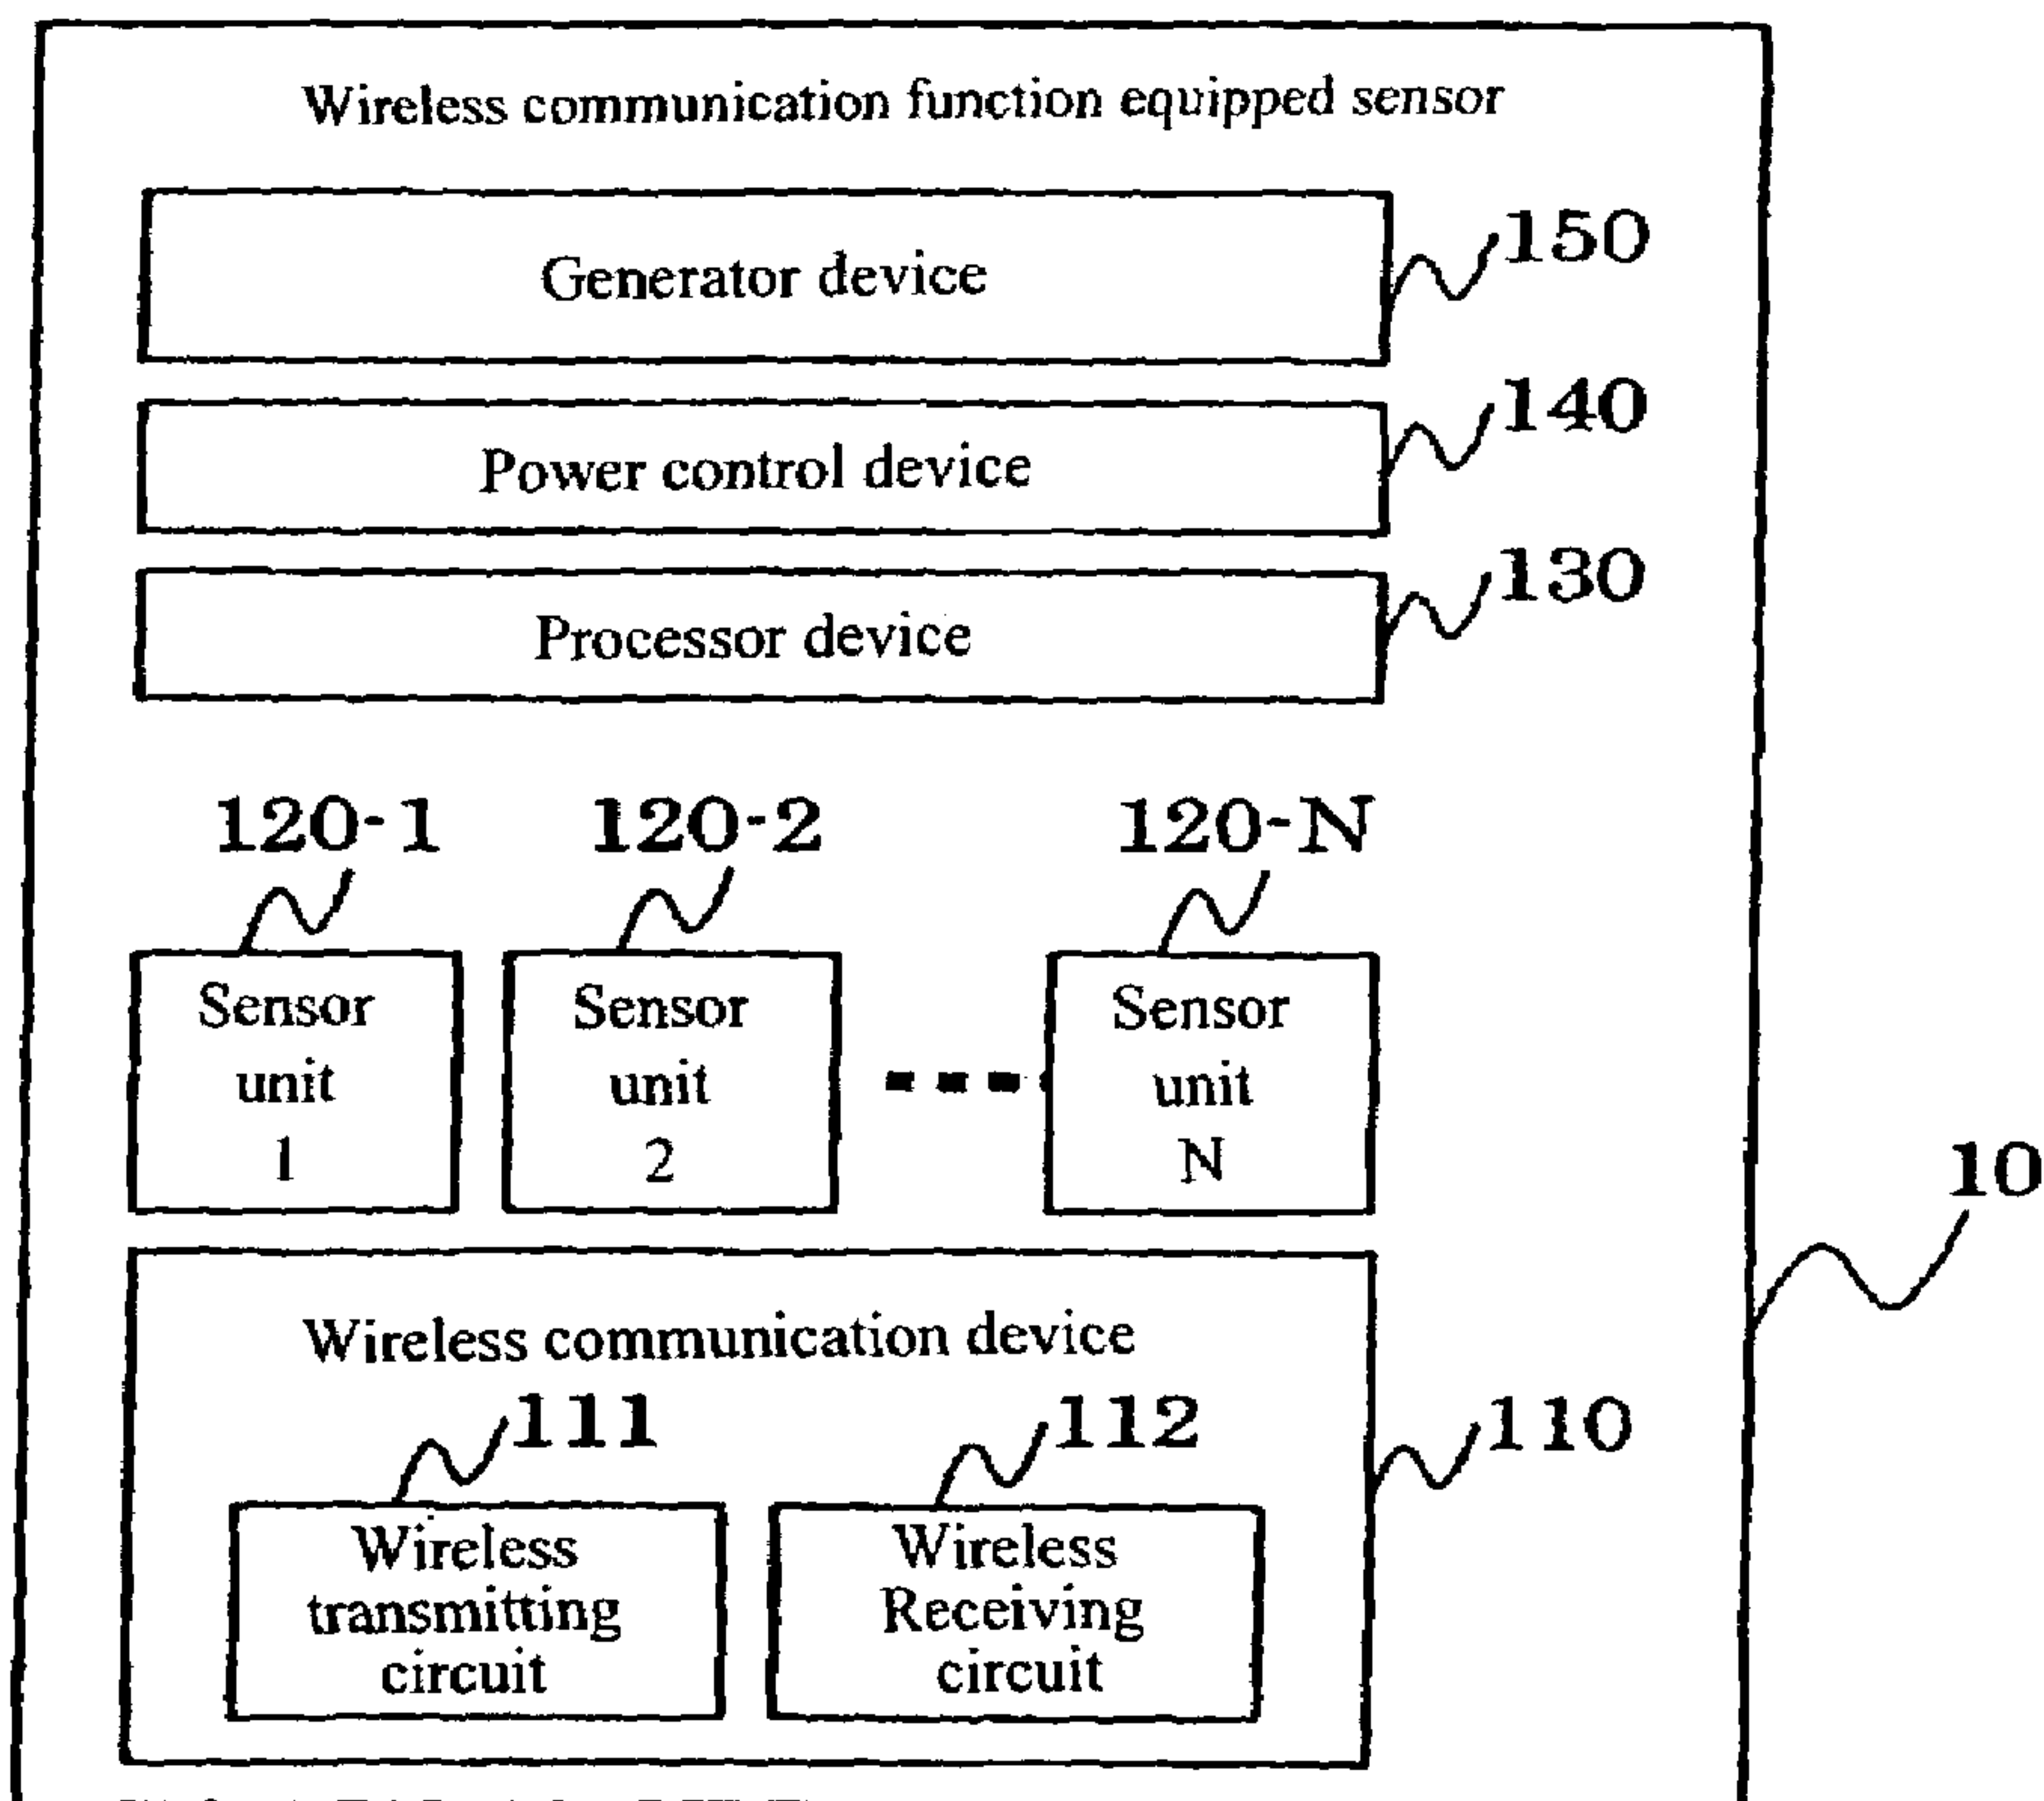 Wireless communication function equipped sensor
Generator device
150
Power control device
140
Processor device
130
120-1
120-2
120-N
Sensor
unit
1
Sensor
unit
2
Sensor
unit
N
10
Wireless communication device
111
112
110
Wireless
transmitting
circuit
Wireless
Receiving
circuit